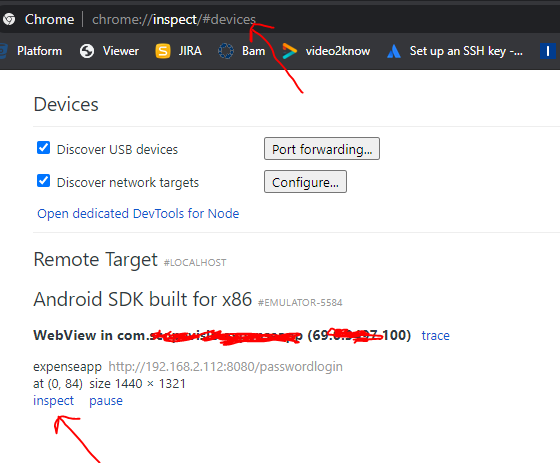 Chrome | chrome://inspect/#devices
Platform Viewer JIRA Bam video2know Set up an SSH key -...
Devices
Discover USB devices Port forwarding...
Discover network targets Configure...
Open dedicated DevTools for Node
Remote Target #LOCALHOST
Android SDK built for x86 #EMULATOR-5584
WebView in com. (69. 100) trace
expenseapp http://192.168.2.112:8080/passwordlogin
at (0, 84) size 1440 × 1321
inspect pause